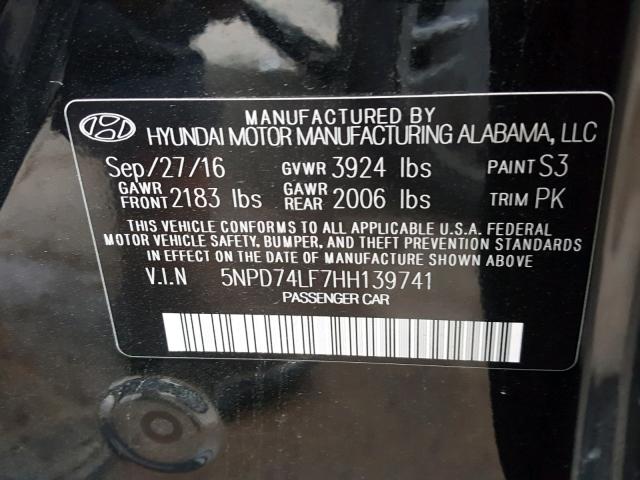 MANUFACTURED BY
HYUNDAI MOTOR MANUFACTURING ALABAMA, LLC
Sep/27/16 GVWR 3924 lbs PAINT S3
GAWR FRONT 2183 lbs GAWR REAR 2006 lbs TRIM PK
THIS VEHICLE CONFORMS TO ALL APPLICABLE U.S.A. FEDERAL
MOTOR VEHICLE SAFETY, BUMPER, AND THEFT PREVENTION STANDARDS
IN EFFECT ON THE DATE OF MANUFACTURE SHOWN ABOVE
V.I.N 5NPD74LF7HH139741
PASSENGER CAR